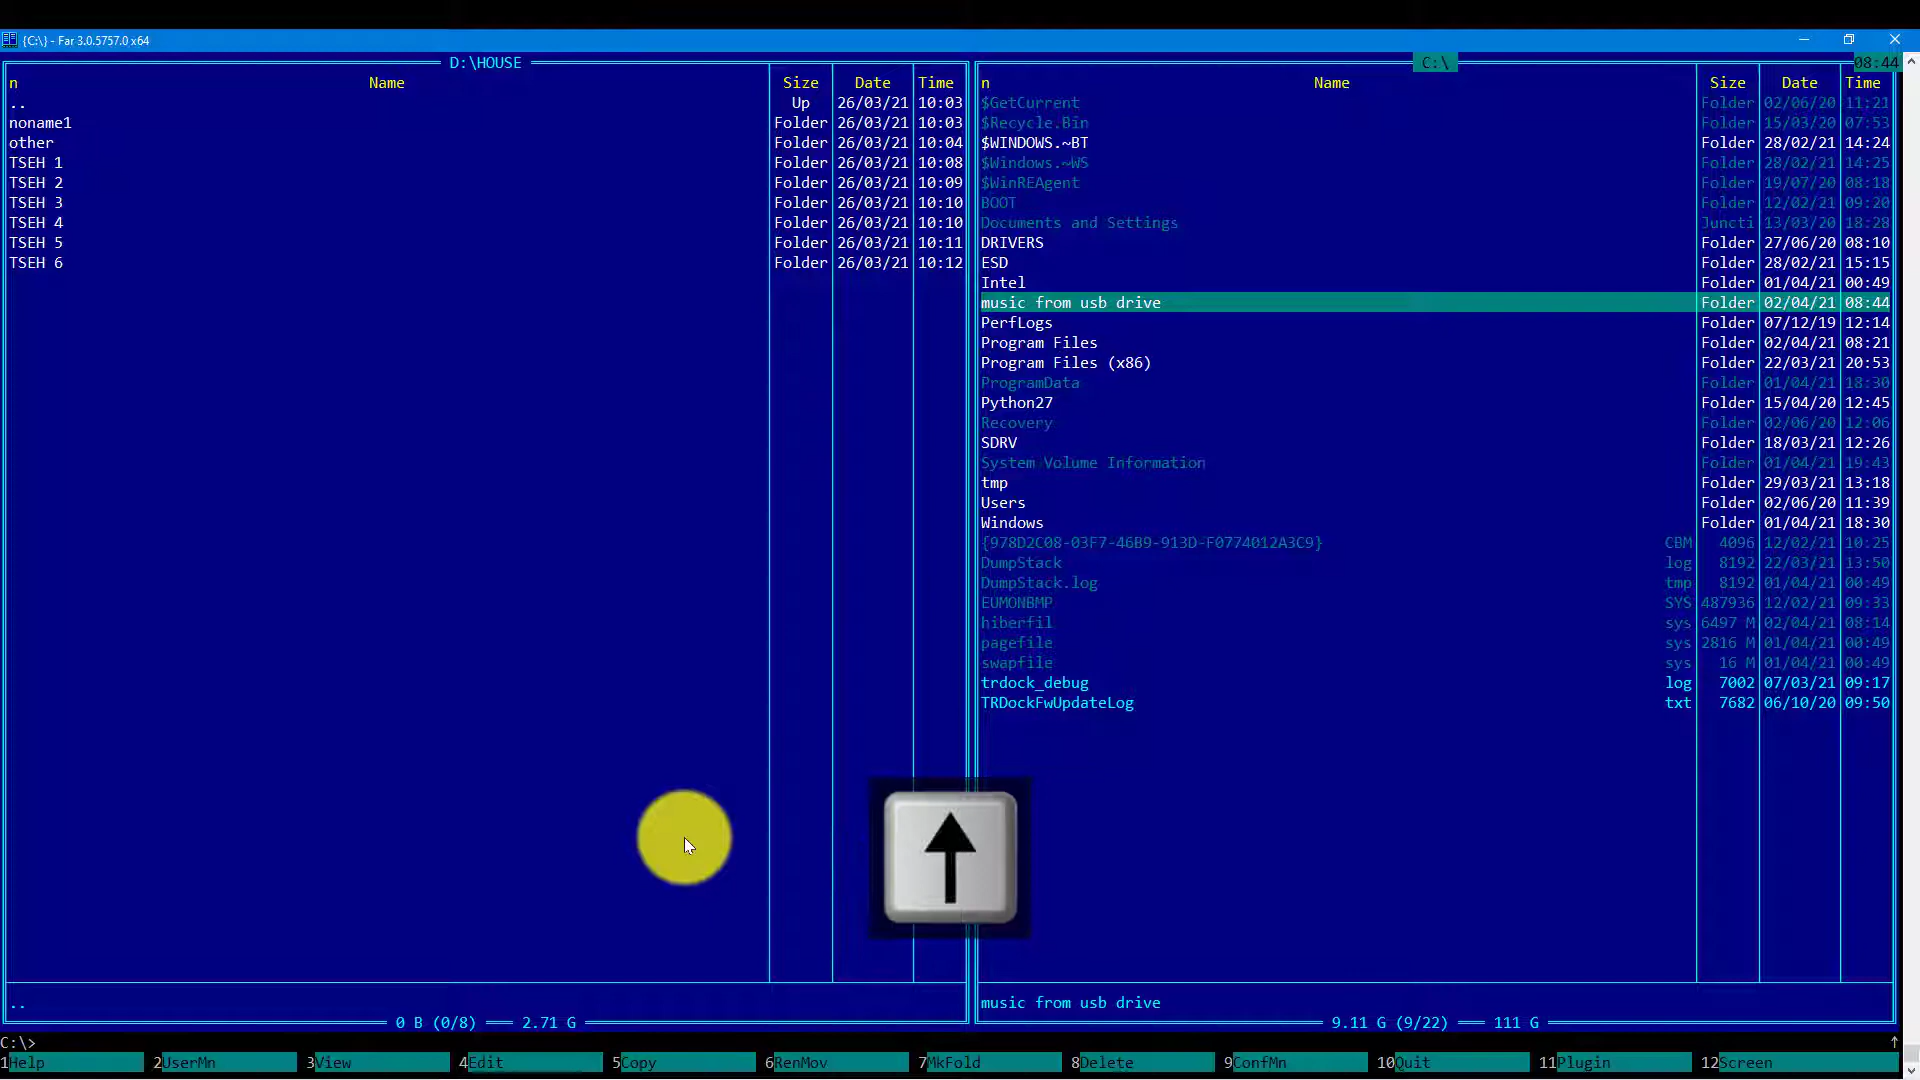 {C:\} - Far 3.0.5757.0 x64
D:\HOUSE
C:\ 08:44
n Name Size Date Time
.. Up 26/03/21 10:03
noname1 Folder 26/03/21 10:03
other Folder 26/03/21 10:04
TSEH 1 Folder 26/03/21 10:08
TSEH 2 Folder 26/03/21 10:09
TSEH 3 Folder 26/03/21 10:10
TSEH 4 Folder 26/03/21 10:10
TSEH 5 Folder 26/03/21 10:11
TSEH 6 Folder 26/03/21 10:12
..
0 B (0/8) 2.71 G
n Name Size Date Time
$GetCurrent Folder 02/06/20 11:21
$Recycle.Bin Folder 15/03/20 07:53
$WINDOWS.~BT Folder 28/02/21 14:24
$Windows.~WS Folder 28/02/21 14:25
$WinREAgent Folder 19/07/20 08:18
BOOT Folder 12/02/21 09:20
Documents and Settings Juncti 13/03/20 18:28
DRIVERS Folder 27/06/20 08:10
ESD Folder 28/02/21 15:15
Intel Folder 01/04/21 00:49
music from usb drive Folder 02/04/21 08:44
PerfLogs Folder 07/12/19 12:14
Program Files Folder 02/04/21 08:21
Program Files (x86) Folder 22/03/21 20:53
ProgramData Folder 01/04/21 18:30
Python27 Folder 15/04/20 12:45
Recovery Folder 02/06/20 12:06
SDRV Folder 18/03/21 12:26
System Volume Information Folder 01/04/21 19:43
tmp Folder 29/03/21 13:18
Users Folder 02/06/20 11:39
Windows Folder 01/04/21 18:30
{978D2C08-03F7-46B9-913D-F0774012A3C9} CBM 4096 12/02/21 10:25
DumpStack log 8192 22/03/21 13:50
DumpStack.log tmp 8192 01/04/21 00:49
EUMONBMP SYS 487936 12/02/21 09:33
hiberfil sys 6497 M 02/04/21 08:14
pagefile sys 2816 M 01/04/21 00:49
swapfile sys 16 M 01/04/21 00:49
trdock_debug log 7002 07/03/21 09:17
TRDockFwUpdateLog txt 7682 06/10/20 09:50
music from usb drive
9.11 G (9/22) 111 G
C:\>
1Help 2UserMn 3View 4Edit 5Copy 6RenMov 7MkFold 8Delete 9ConfMn 10Quit 11Plugin 12Screen